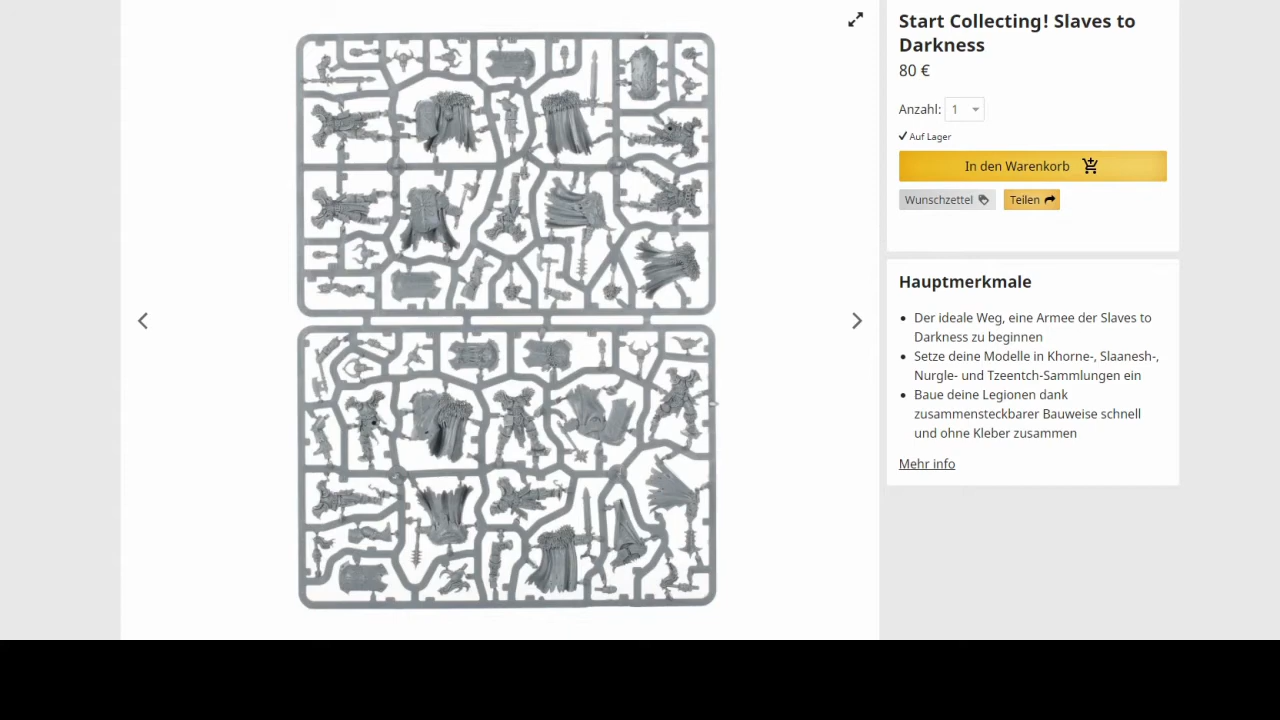 Start Collecting! Slaves to
Darkness
80 €
Anzahl: 1
Auf Lager
In den Warenkorb
Wunschzettel
Teilen
Hauptmerkmale
Der ideale Weg, eine Armee der Slaves to
Darkness zu beginnen
Setze deine Modelle in Khorne-, Slaanesh-,
Nurgle- und Tzeentch-Sammlungen ein
Baue deine Legionen dank
zusammensteckbarer Bauweise schnell
und ohne Kleber zusammen
Mehr info